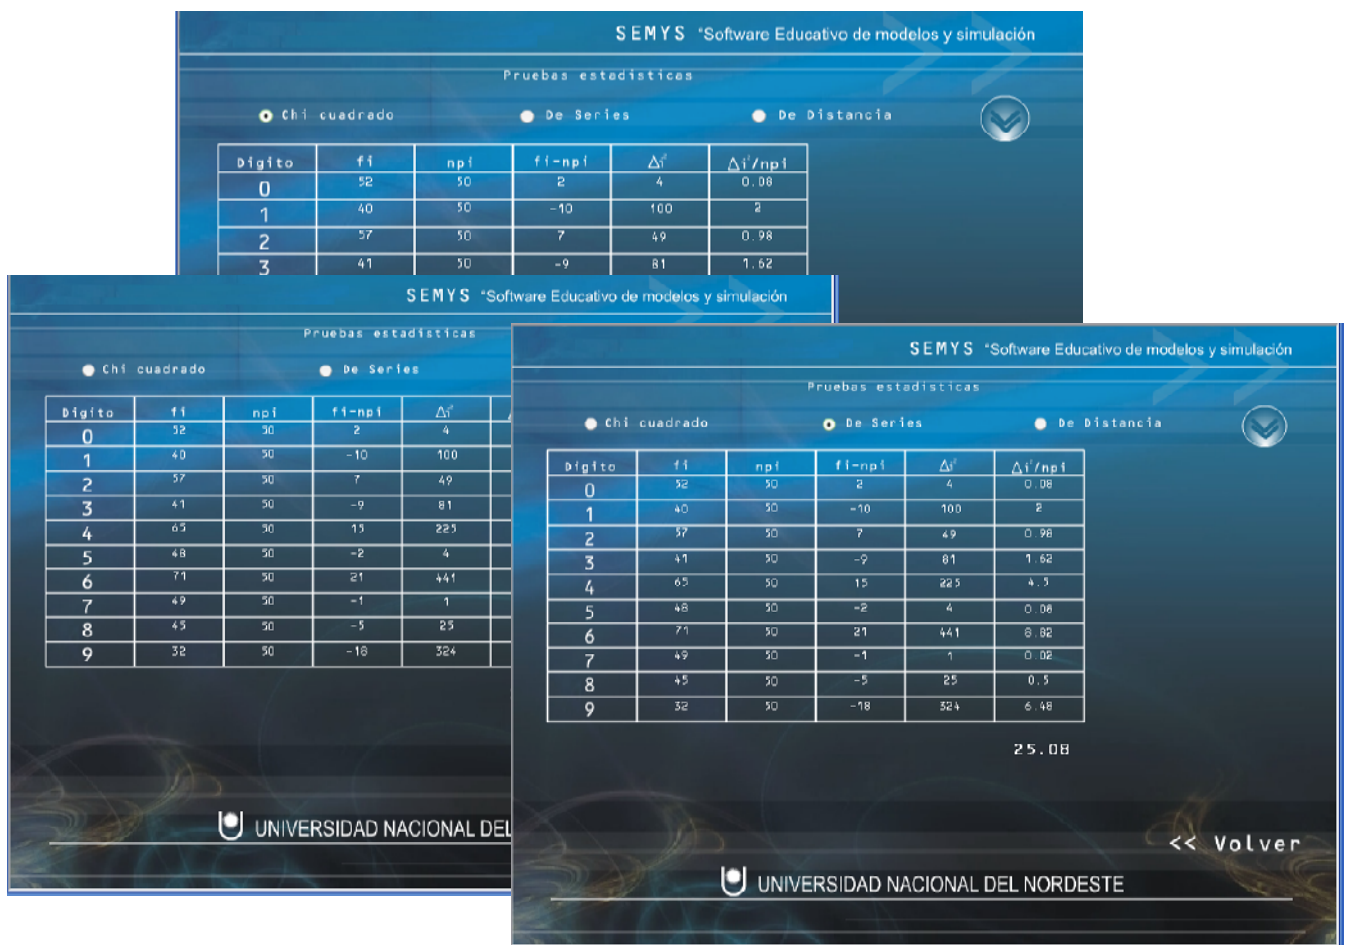 SEMYS "Software Educativo de modelos y simulación
Pruebas estadisticas
Chi cuadrado De Series De Distancia
Digito fi npi fi-npi Δi² Δi²/npi
0 52 50 2 4 0.08
1 40 50 -10 100 2
2 57 50 7 49 0.98
3 41 50 -9 81 1.62
SEMYS "Software Educativo de modelos y simulación
Pruebas estadisticas
Chi cuadrado De Series
Digito fi npi fi-npi Δi²
0 52 50 2 4
1 40 50 -10 100
2 57 50 7 49
3 41 50 -9 81
4 65 50 15 225
5 48 50 -2 4
6 71 50 21 441
7 49 50 -1 1
8 45 50 -5 25
9 32 50 -18 324
UNIVERSIDAD NACIONAL DEL
SEMYS "Software Educativo de modelos y simulación
Pruebas estadisticas
Chi cuadrado De Series De Distancia
Digito fi npi fi-npi Δi² Δi²/npi
0 52 50 2 4 0.08
1 40 50 -10 100 2
2 57 50 7 49 0.98
3 41 50 -9 81 1.62
4 65 50 15 225 4.5
5 48 50 -2 4 0.08
6 71 50 21 441 8.82
7 49 50 -1 1 0.02
8 45 50 -5 25 0.5
9 32 50 -18 324 6.48
25.08
<< Volver
UNIVERSIDAD NACIONAL DEL NORDESTE